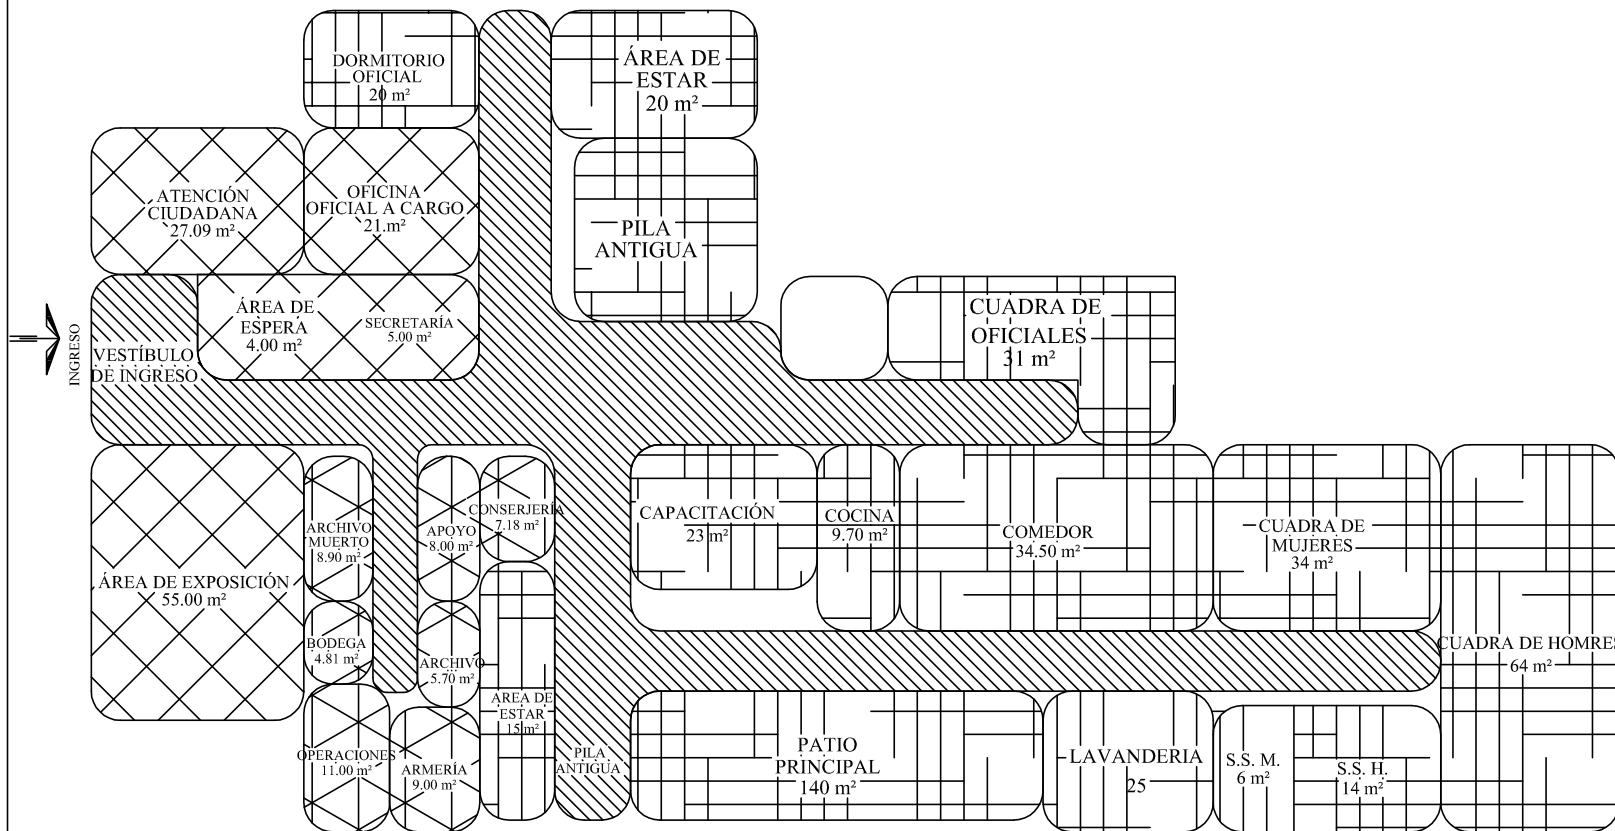 DORMITORIO
OFICIAL
20 m²
ÁREA DE
ESTAR
20 m²
ATENCIÓN
CIUDADANA
27.09 m²
OFICINA
OFICIAL A CARGO
21.m²
PILA
ANTIGUA
INGRESO
VESTÍBULO
DE INGRESO
ÁREA DE
ESPERA
4.00 m²
SECRETARÍA
5.00 m²
CUADRA DE
OFICIALES
31 m²
ÁREA DE EXPOSICIÓN
55.00 m²
ARCHIVO
MUERTO
8.90 m²
APOYO
8.00 m²
CONSERJERÍA
7.18 m²
CAPACITACIÓN
23 m²
COCINA
9.70 m²
COMEDOR
34.50 m²
CUADRA DE
MUJERES
34 m²
CUADRA DE HOMRES
64 m²
BODEGA
4.81 m²
ARCHIVO
5.70 m²
AREA DE
ESTAR
15 m²
OPERACIONES
11.00 m²
ARMERÍA
9.00 m²
PILA
ANTIGUA
PATIO
PRINCIPAL
140 m²
LAVANDERIA
25
S.S. M.
6 m²
S.S. H.
14 m²